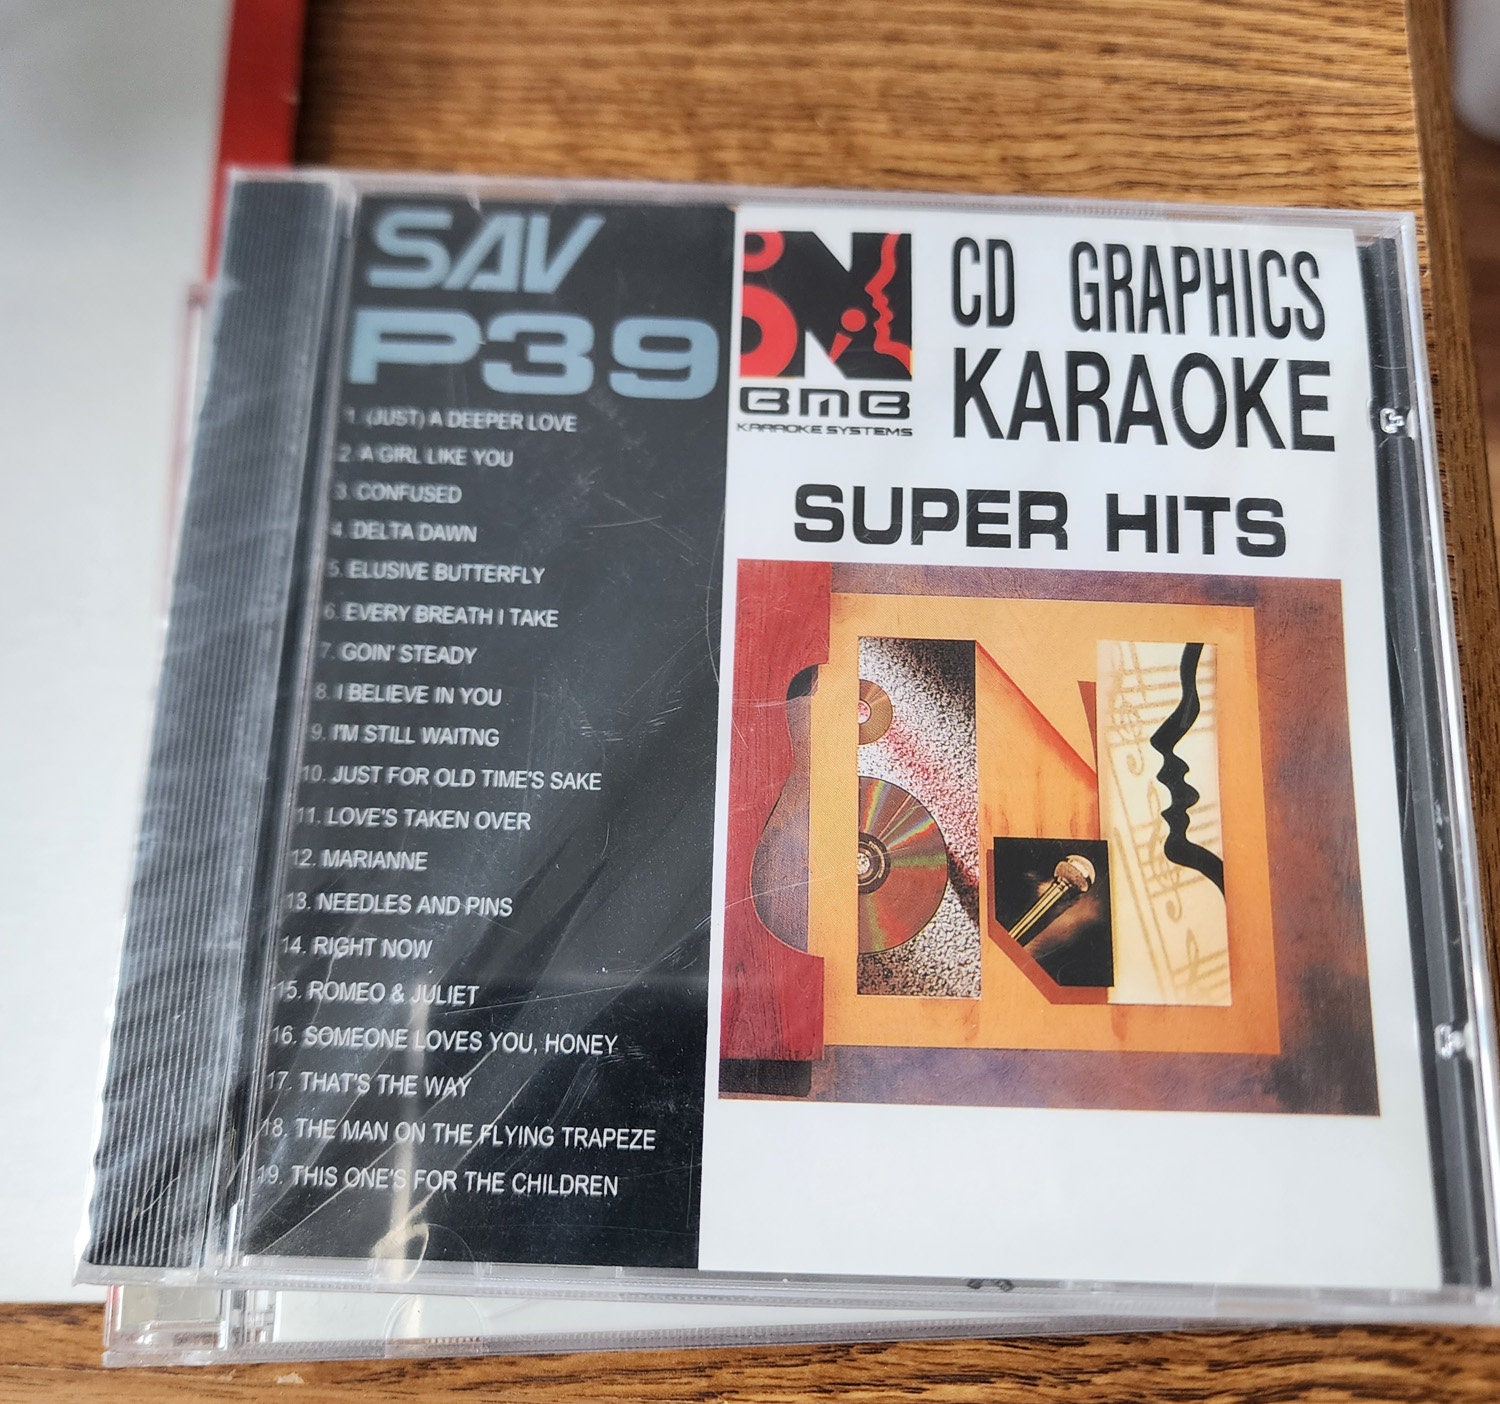 SAV
P39
1. (JUST) A DEEPER LOVE
2. A GIRL LIKE YOU
3. CONFUSED
4. DELTA DAWN
5. ELUSIVE BUTTERFLY
6. EVERY BREATH I TAKE
7. GOIN' STEADY
8. I BELIEVE IN YOU
9. I'M STILL WAITNG
10. JUST FOR OLD TIME'S SAKE
11. LOVE'S TAKEN OVER
12. MARIANNE
13. NEEDLES AND PINS
14. RIGHT NOW
15. ROMEO & JULIET
16. SOMEONE LOVES YOU, HONEY
17. THAT'S THE WAY
18. THE MAN ON THE FLYING TRAPEZE
19. THIS ONE'S FOR THE CHILDREN
BMB
KARAOKE SYSTEMS
CD GRAPHICS
KARAOKE
SUPER HITS